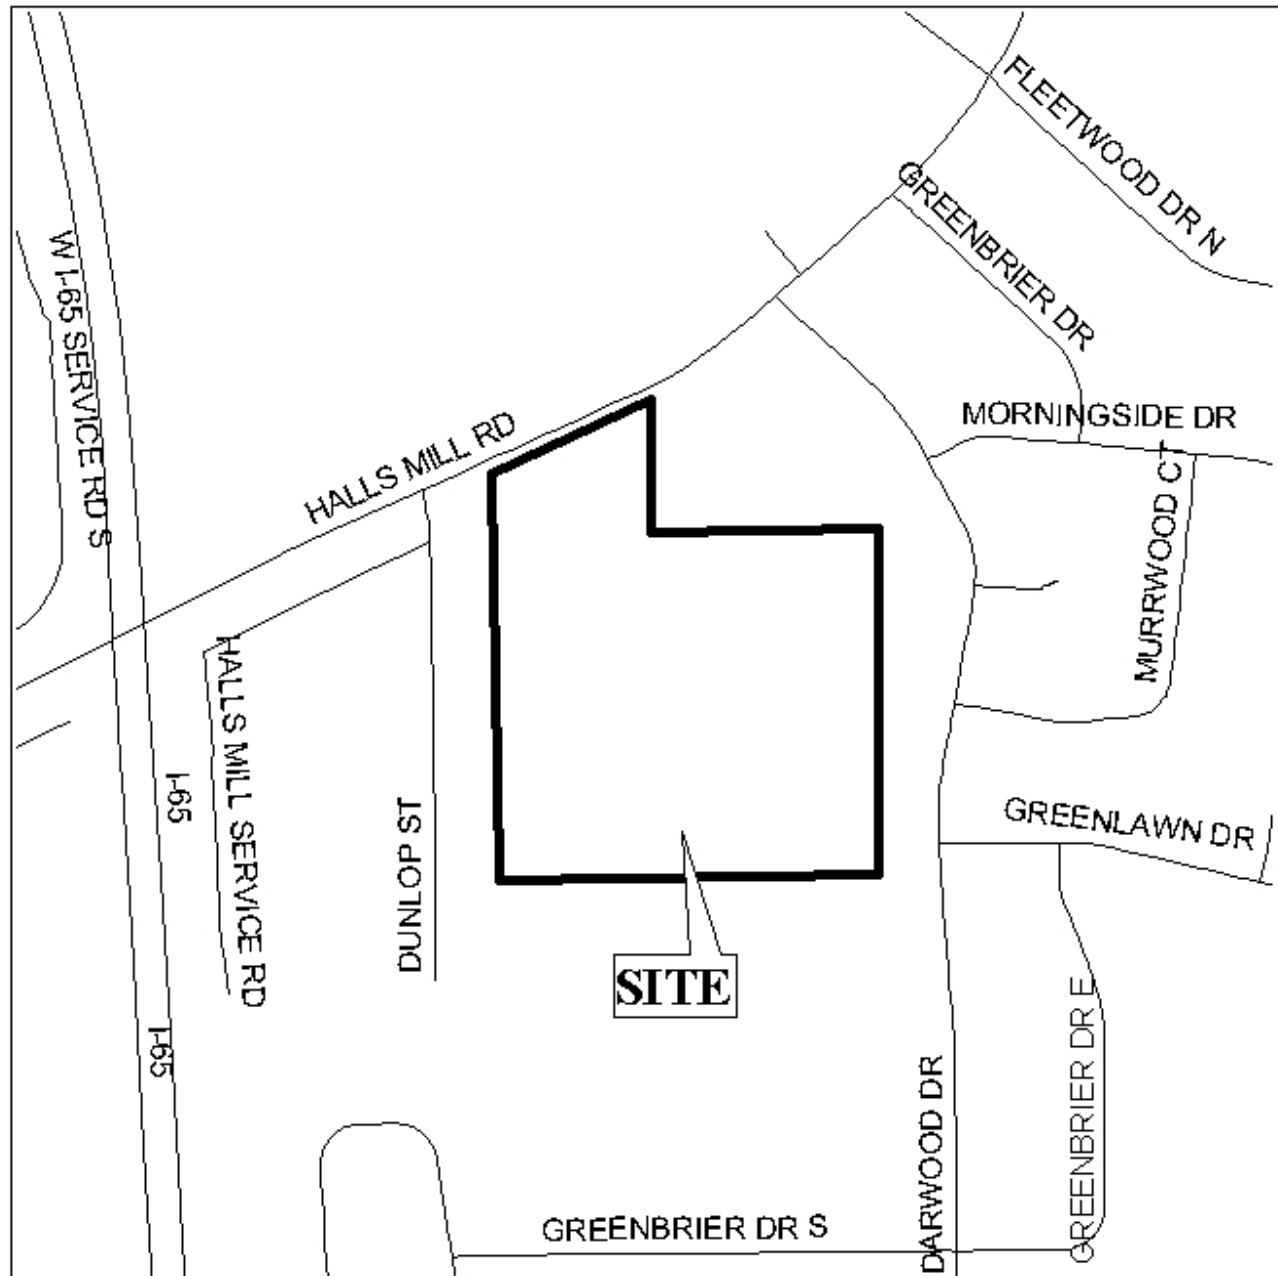 FLEETWOOD DR N
GREENBRIER DR
W I-65 SERVICE RD S
MORNINGSIDE DR
HALLS MILL RD
MURRWOOD CT
HALLS MILL SERVICE RD
I-65
DUNLOP ST
GREENLAWN DR
SITE
I-65
GREENBRIER DR E
DARWOOD DR
GREENBRIER DR S